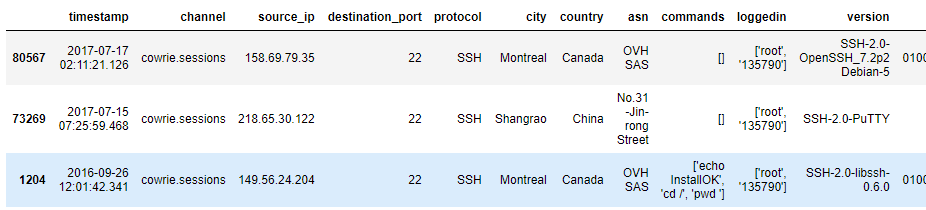 timestamp channel source_ip destination_port protocol city country asn commands loggedin version
80567 2017-07-17 02:11:21.126 cowrie.sessions 158.69.79.35 22 SSH Montreal Canada OVH SAS [] ['root', '135790'] SSH-2.0-OpenSSH_7.2p2 Debian-5 0100
73269 2017-07-15 07:25:59.468 cowrie.sessions 218.65.30.122 22 SSH Shangrao China No.31-Jin-rong Street [] ['root', '135790'] SSH-2.0-PuTTY
1204 2016-09-26 12:01:42.341 cowrie.sessions 149.56.24.204 22 SSH Montreal Canada OVH SAS ['echo InstallOK', 'cd /', 'pwd '] ['root', '135790'] SSH-2.0-libssh-0.6.0 0100